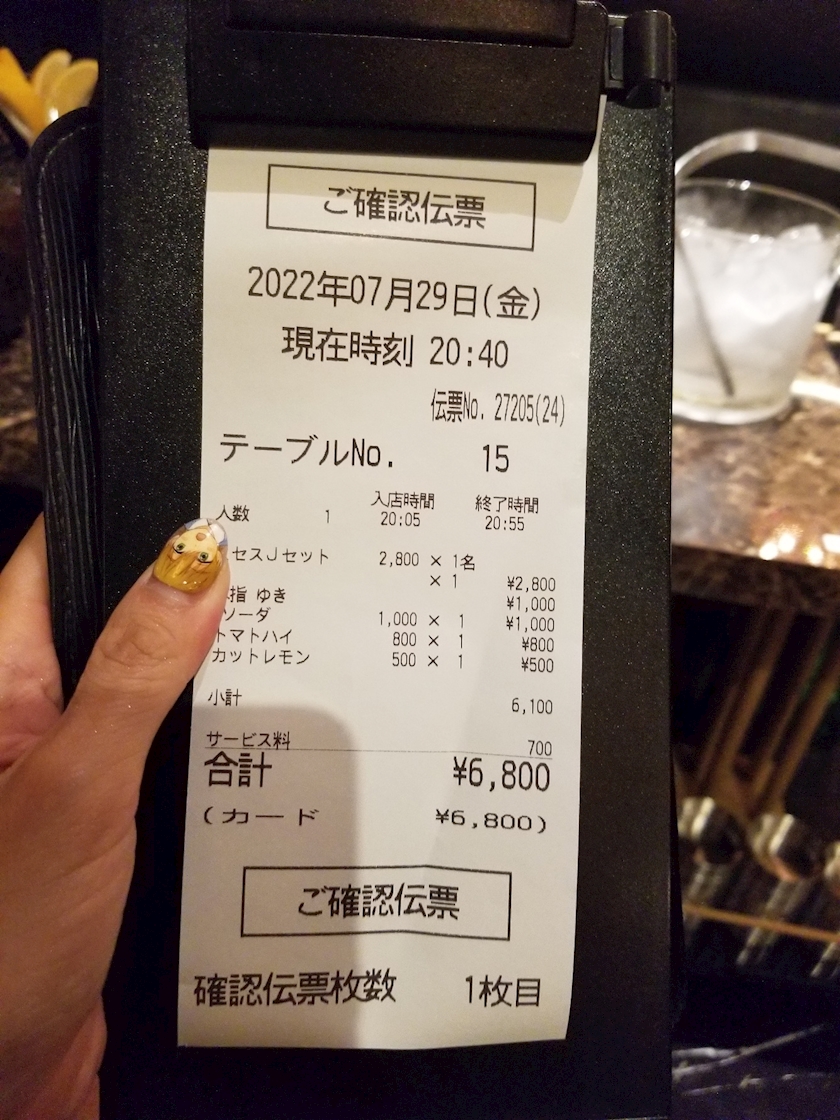 ご確認伝票
2022年07月29日(金)
現在時刻 20:40
伝票No. 27205(24)
テーブルNo. 15
入店時間 終了時間
人数 1 20:05 20:55
セスJセット 2,800 × 1名
× 1 ¥2,800
指 ゆき ¥1,000
ソーダ 1,000 × 1 ¥1,000
トマトハイ 800 × 1 ¥800
カットレモン 500 × 1 ¥500
小計 6,100
サービス料 700
合計 ¥6,800
(カード ¥6,800)
ご確認伝票
確認伝票枚数 1枚目